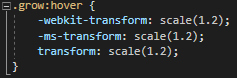 .grow:hover {
-webkit-transform: scale(1.2);
-ms-transform: scale(1.2);
transform: scale(1.2);
}